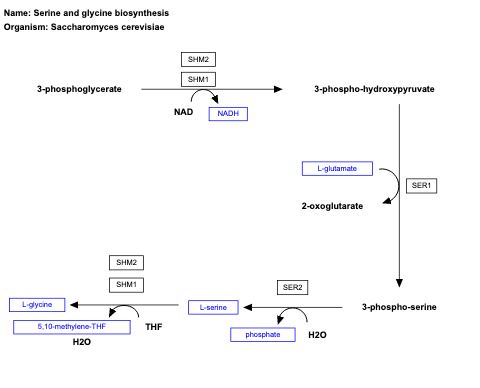 Name: Serine and glycine biosynthesis
Organism: Saccharomyces cerevisiae
SHM2
SHM1
3-phosphoglycerate
3-phospho-hydroxypyruvate
NAD
NADH
L-glutamate
SER1
2-oxoglutarate
SHM2
SHM1
SER2
L-glycine
L-serine
3-phospho-serine
5,10-methylene-THF
THF
phosphate
H2O
H2O